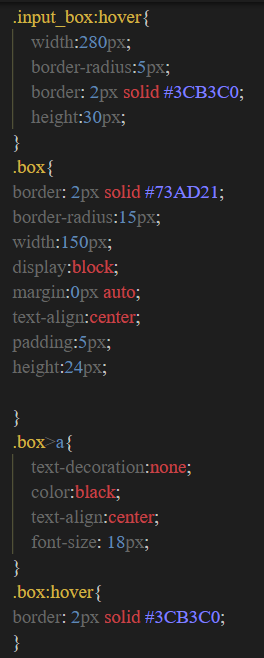 .input_box:hover{
width:280px;
border-radius:5px;
border: 2px solid #3CB3C0;
height:30px;
}
.box{
border: 2px solid #73AD21;
border-radius:15px;
width:150px;
display:block;
margin:0px auto;
text-align:center;
padding:5px;
height:24px;
}
.box>a{
text-decoration:none;
color:black;
text-align:center;
font-size: 18px;
}
.box:hover{
border: 2px solid #3CB3C0;
}